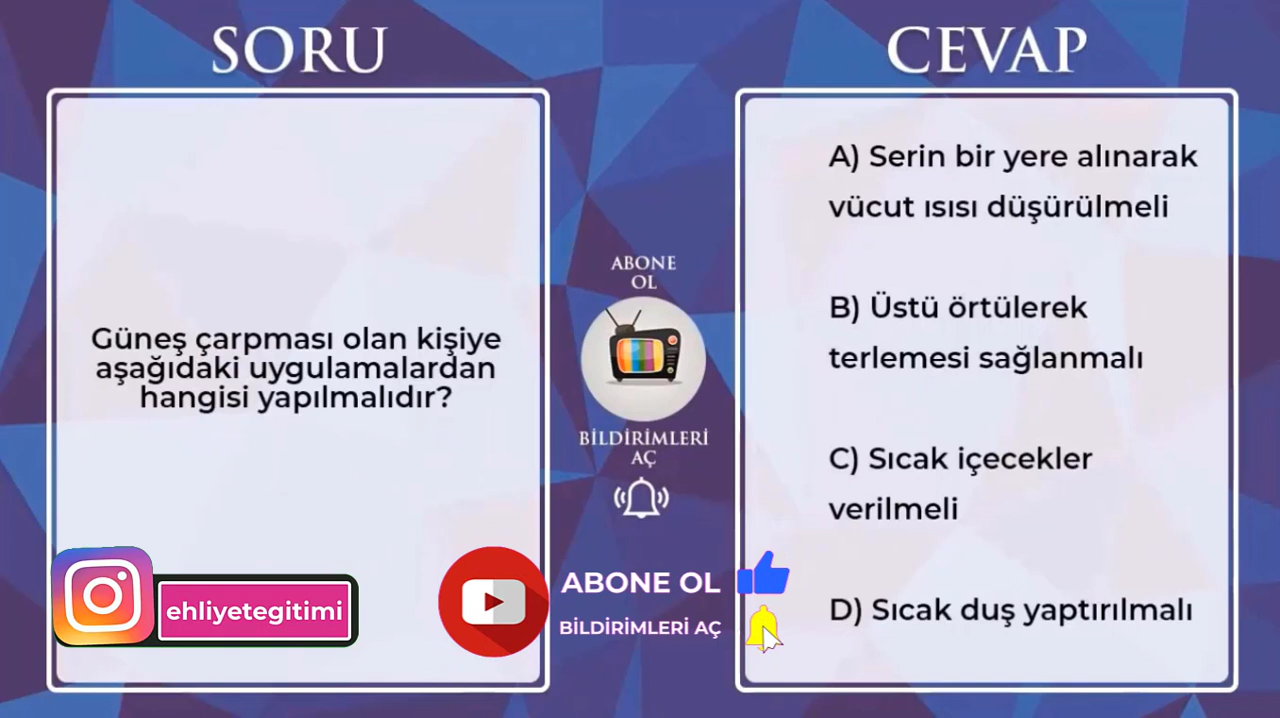 SORU
Güneş çarpması olan kişiye
aşağıdaki uygulamalardan
hangisi yapılmalıdır?
ehliyetegitimi
ABONE
OL
BİLDİRİMLERİ
AÇ
ABONE OL
BİLDİRİMLERİ AÇ
CEVAP
A) Serin bir yere alınarak
vücut ısısı düşürülmeli
B) Üstü örtülerek
terlemesi sağlanmalı
C) Sıcak içecekler
verilmeli
D) Sıcak duş yaptırılmalı